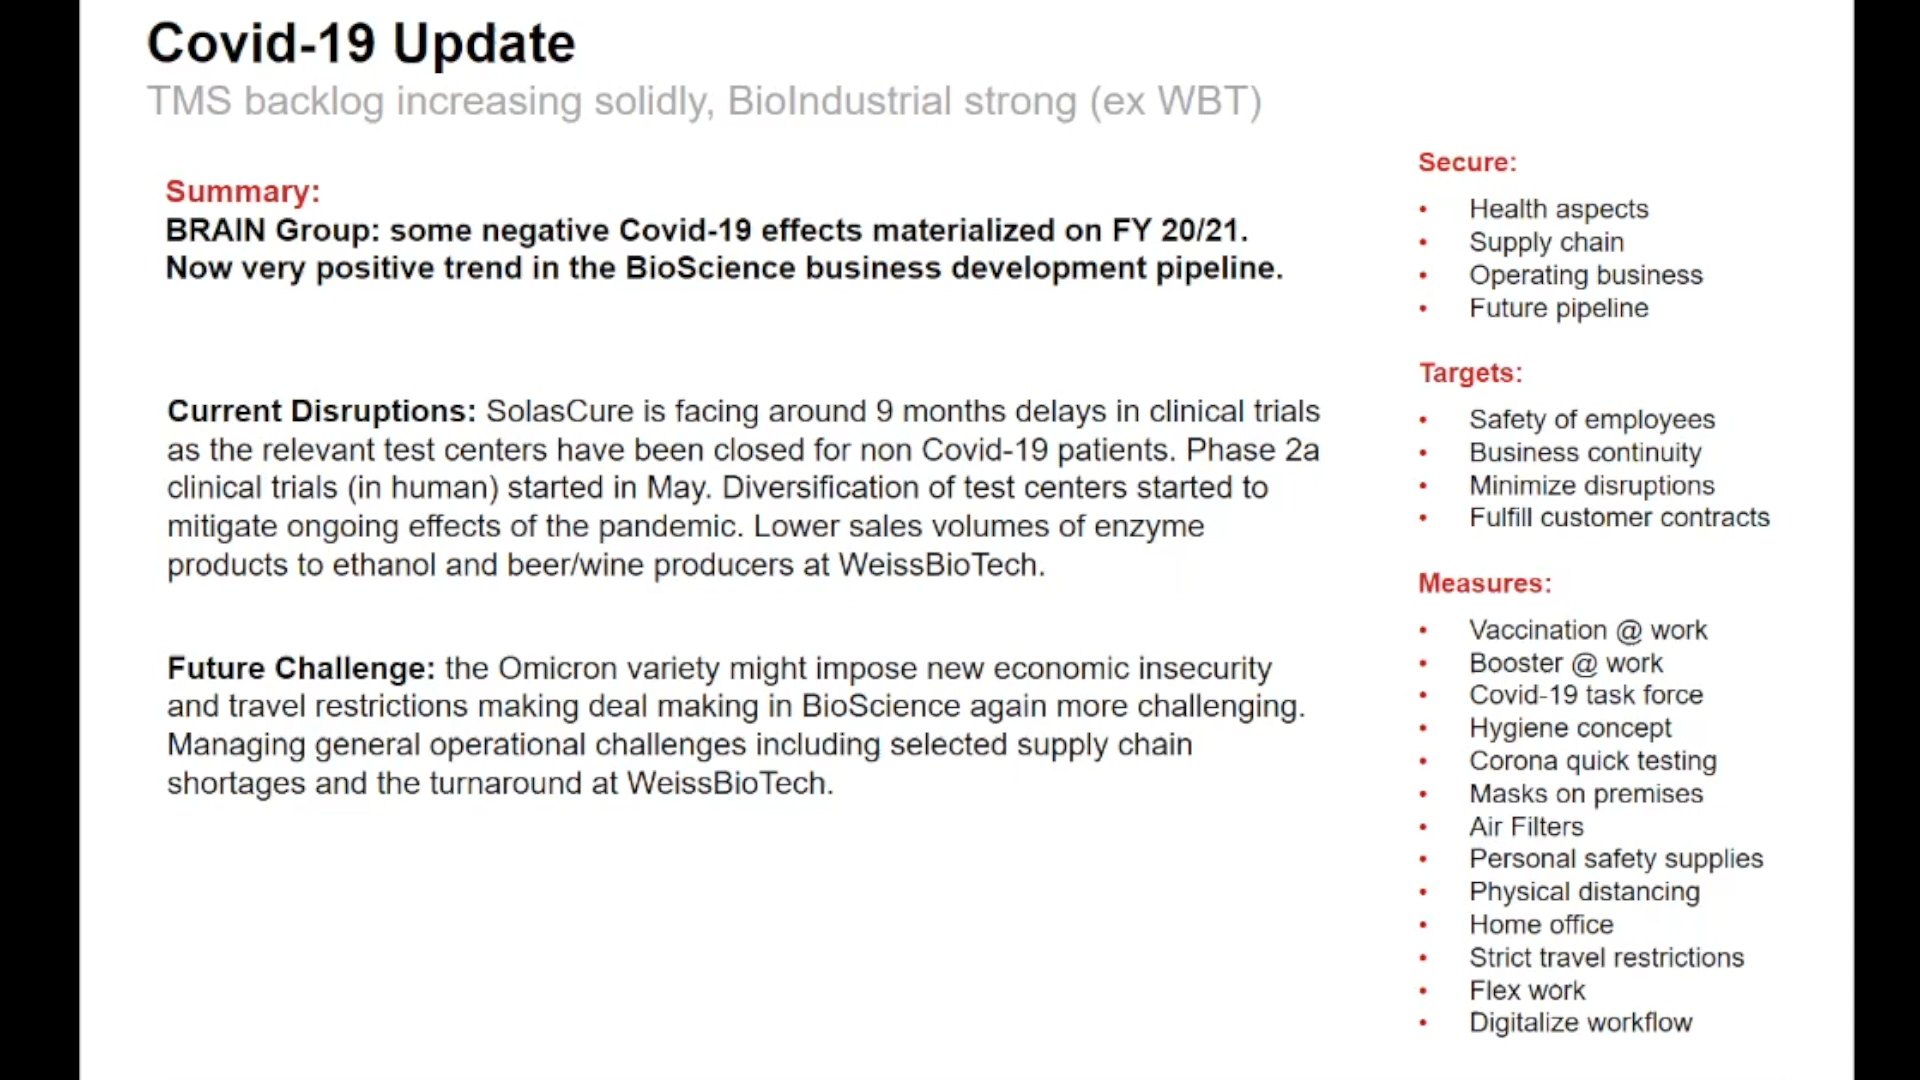 Covid-19 Update
TMS backlog increasing solidly, BioIndustrial strong (ex WBT)
Summary:
BRAIN Group: some negative Covid-19 effects materialized on FY 20/21.
Now very positive trend in the BioScience business development pipeline.
Current Disruptions: SolasCure is facing around 9 months delays in clinical trials
as the relevant test centers have been closed for non Covid-19 patients. Phase 2a
clinical trials (in human) started in May. Diversification of test centers started to
mitigate ongoing effects of the pandemic. Lower sales volumes of enzyme
products to ethanol and beer/wine producers at WeissBioTech.
Future Challenge: the Omicron variety might impose new economic insecurity
and travel restrictions making deal making in BioScience again more challenging.
Managing general operational challenges including selected supply chain
shortages and the turnaround at WeissBioTech.
Secure:
• Health aspects
• Supply chain
• Operating business
• Future pipeline
Targets:
• Safety of employees
• Business continuity
• Minimize disruptions
• Fulfill customer contracts
Measures:
• Vaccination @ work
• Booster @ work
• Covid-19 task force
• Hygiene concept
• Corona quick testing
• Masks on premises
• Air Filters
• Personal safety supplies
• Physical distancing
• Home office
• Strict travel restrictions
• Flex work
• Digitalize workflow